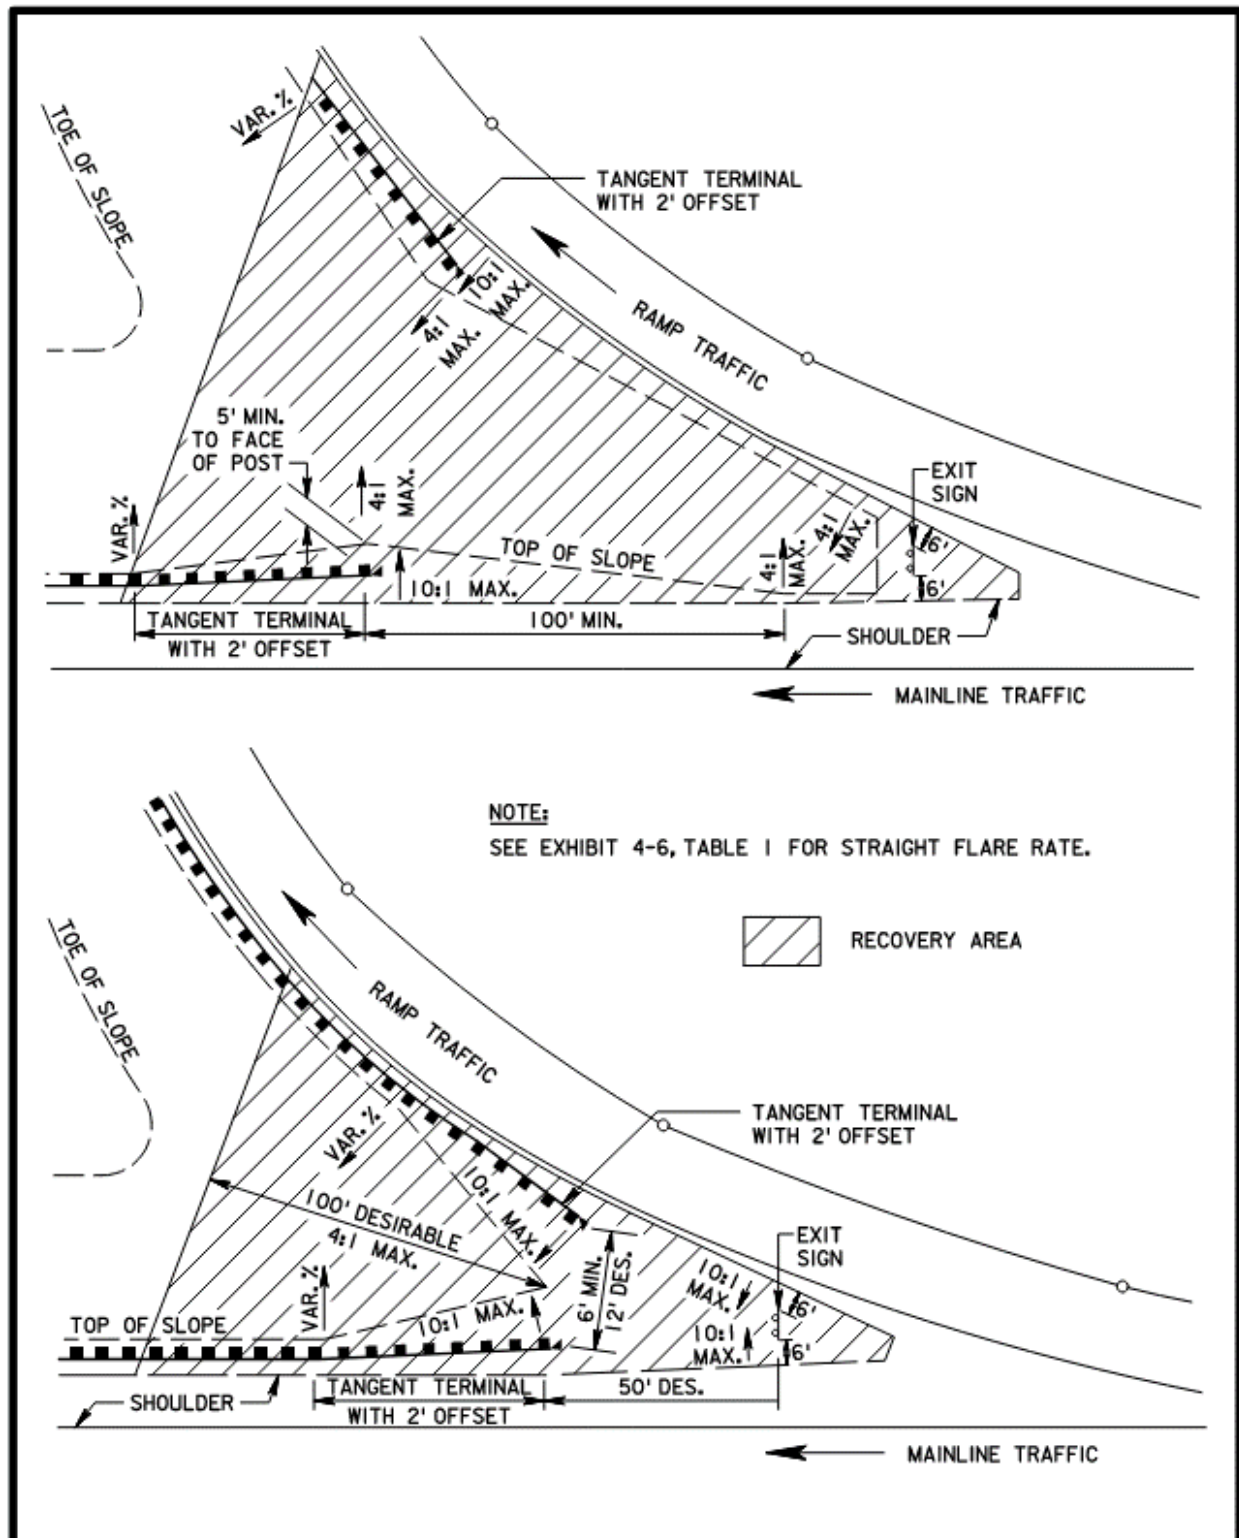 TOE OF SLOPE
VAR. %
TANGENT TERMINAL
WITH 2' OFFSET
10:1
MAX.
4:1
MAX.
RAMP TRAFFIC
5' MIN.
TO FACE
OF POST
4:1
MAX.
EXIT
SIGN
VAR. %
TOP OF SLOPE
4:1
MAX.
4:1
MAX.
6'
6'
10:1 MAX.
TANGENT TERMINAL
WITH 2' OFFSET
100' MIN.
SHOULDER
MAINLINE TRAFFIC
NOTE:
SEE EXHIBIT 4-6, TABLE 1 FOR STRAIGHT FLARE RATE.
RECOVERY AREA
TOE OF SLOPE
RAMP TRAFFIC
TANGENT TERMINAL
WITH 2' OFFSET
VAR. %
10:1 MAX.
100' DESIRABLE
4:1 MAX.
EXIT
SIGN
VAR. %
6' MIN.
12' DES.
10:1
MAX.
6'
TOP OF SLOPE
10:1 MAX.
10:1
MAX.
6'
SHOULDER
TANGENT TERMINAL
WITH 2' OFFSET
50' DES.
MAINLINE TRAFFIC